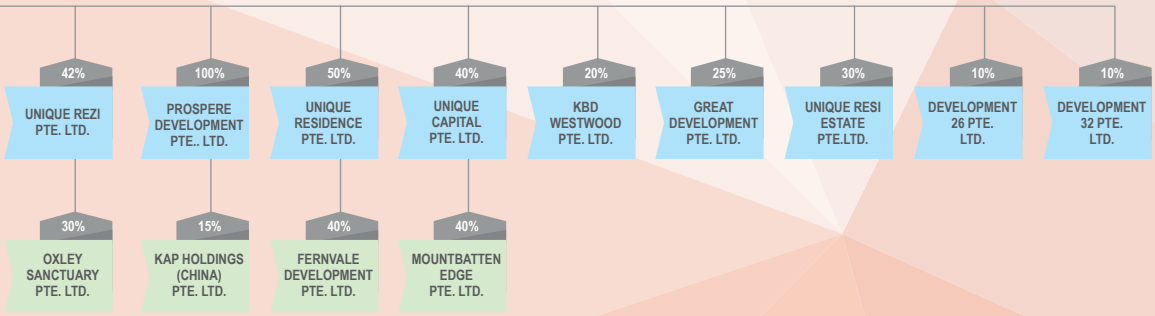 42%
UNIQUE REZI
PTE. LTD.
100%
PROSPERE
DEVELOPMENT
PTE.. LTD.
50%
UNIQUE
RESIDENCE
PTE. LTD.
40%
UNIQUE
CAPITAL
PTE. LTD.
20%
KBD
WESTWOOD
PTE. LTD.
25%
GREAT
DEVELOPMENT
PTE. LTD.
30%
UNIQUE RESI
ESTATE
PTE.LTD.
10%
DEVELOPMENT
26 PTE.
LTD.
10%
DEVELOPMENT
32 PTE.
LTD.
30%
OXLEY
SANCTUARY
PTE. LTD.
15%
KAP HOLDINGS
(CHINA)
PTE. LTD.
40%
FERNVALE
DEVELOPMENT
PTE. LTD.
40%
MOUNTBATTEN
EDGE
PTE. LTD.